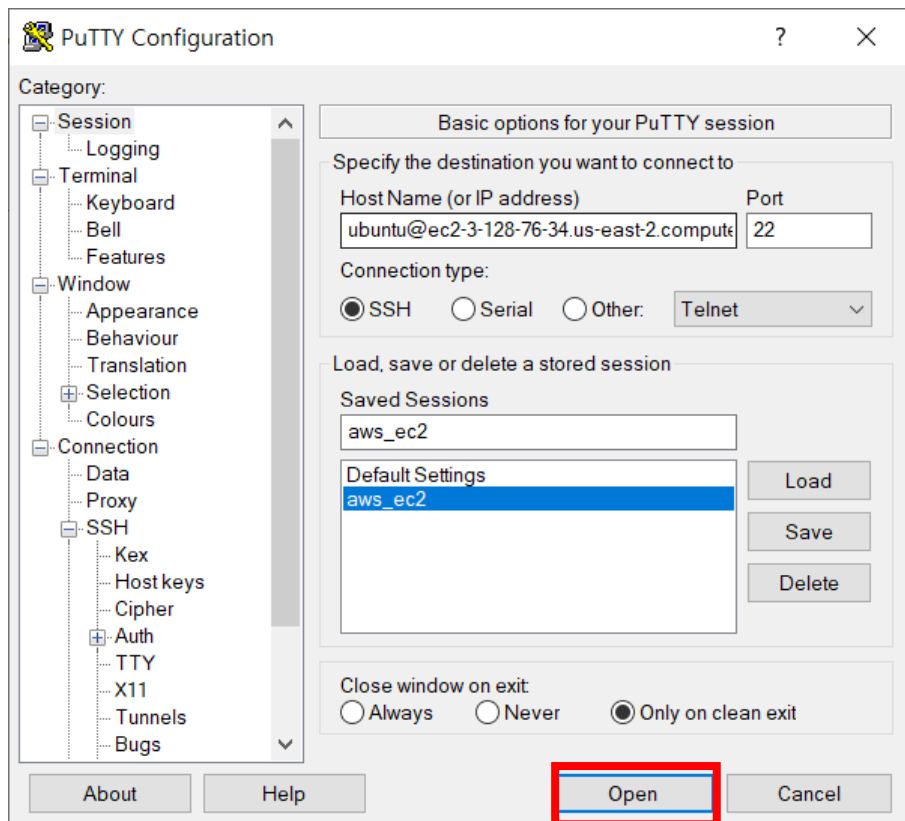 PuTTY Configuration
Category:
Session
Logging
Terminal
Keyboard
Bell
Features
Window
Appearance
Behaviour
Translation
Selection
Colours
Connection
Data
Proxy
SSH
Kex
Host keys
Cipher
Auth
TTY
X11
Tunnels
Bugs
Basic options for your PuTTY session
Specify the destination you want to connect to
Host Name (or IP address) Port
ubuntu@ec2-3-128-76-34.us-east-2.compute 22
Connection type:
SSH Serial Other: Telnet
Load, save or delete a stored session
Saved Sessions
aws_ec2
Default Settings
aws_ec2
Load
Save
Delete
Close window on exit:
Always Never Only on clean exit
About Help Open Cancel